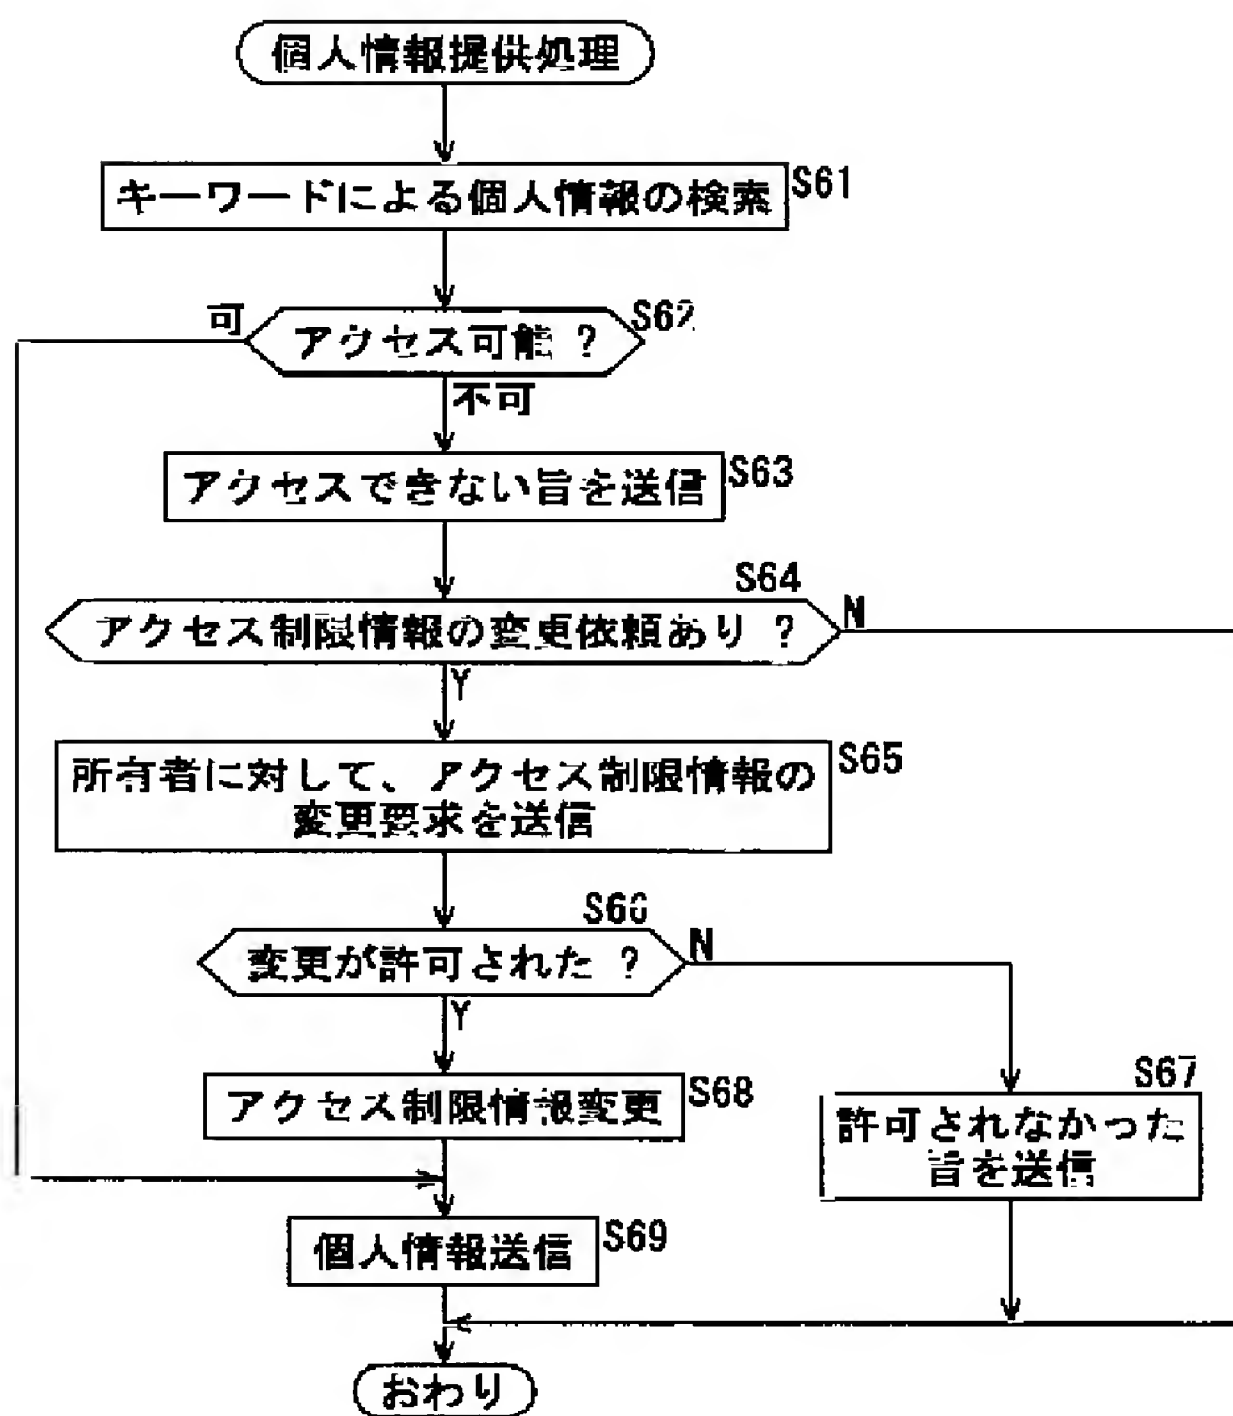 個人情報提供処理
キーワードによる個人情報の検索
S61
可
アクセス可能 ?
S62
不可
アクセスできない旨を送信
S63
S64
アクセス制限情報の変更依頼あり ?
N
Y
所有者に対して、アクセス制限情報の
変更要求を送信
S65
S66
変更が許可された ?
N
Y
アクセス制限情報変更
S68
S67
許可されなかった
旨を送信
個人情報送信
S69
おわり